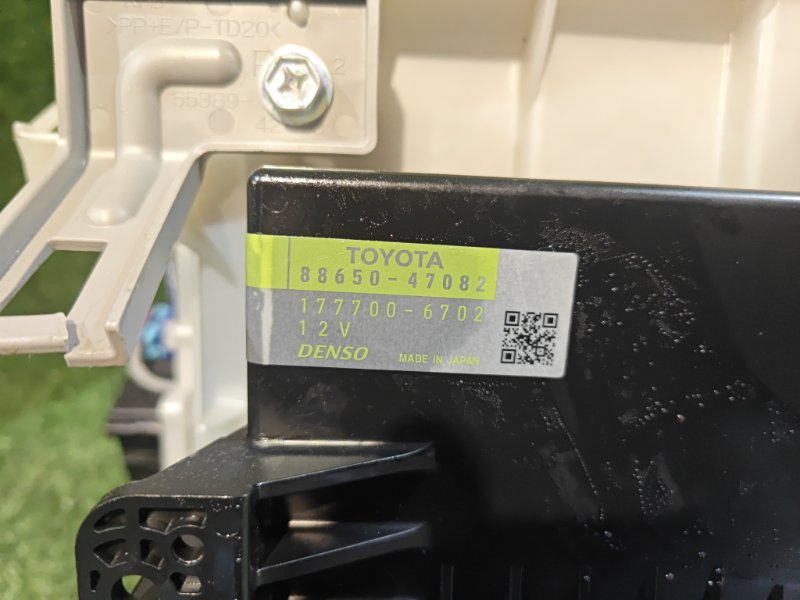 >PP+E/P-TD20<
55389-
TOYOTA
88650-47082
177700-6702
12V
DENSO MADE IN JAPAN